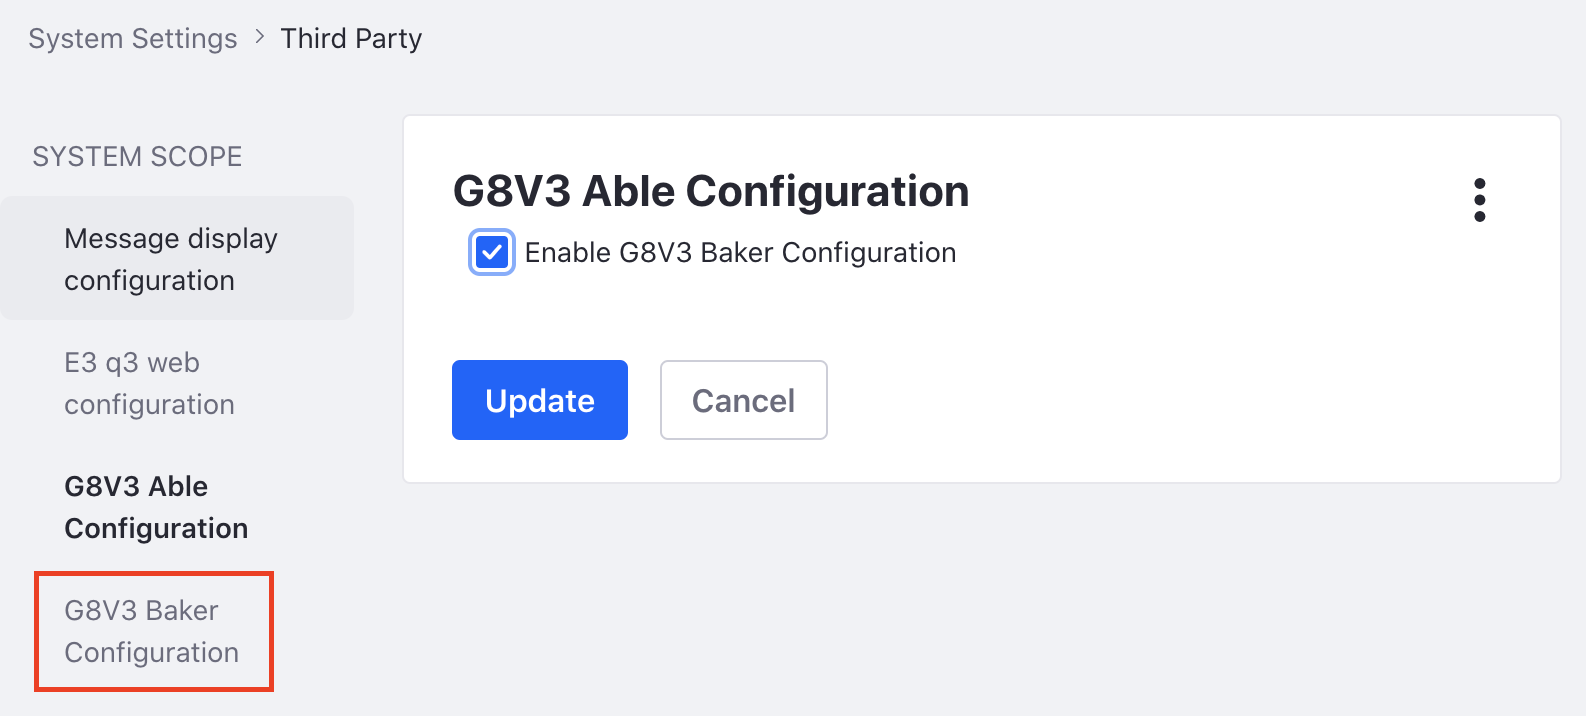 System Settings > Third Party
SYSTEM SCOPE
Message display
configuration
E3 q3 web
configuration
G8V3 Able
Configuration
G8V3 Baker
Configuration
G8V3 Able Configuration
Enable G8V3 Baker Configuration
Update
Cancel